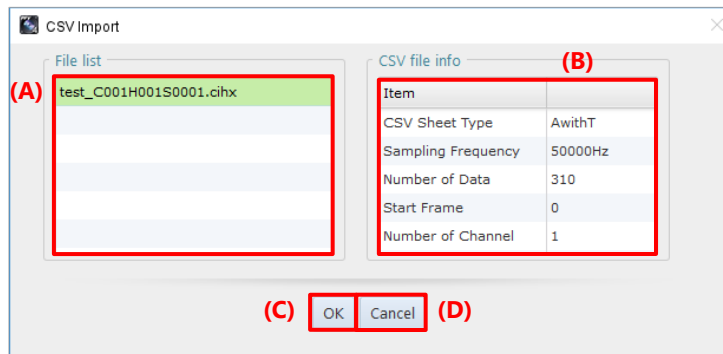 CSV Import
File list
CSV file info
(B)
(A)
test_C001H001S0001.cihx
Item
CSV Sheet Type AwithT
Sampling Frequency 50000Hz
Number of Data 310
Start Frame 0
Number of Channel 1
(C) OK Cancel (D)